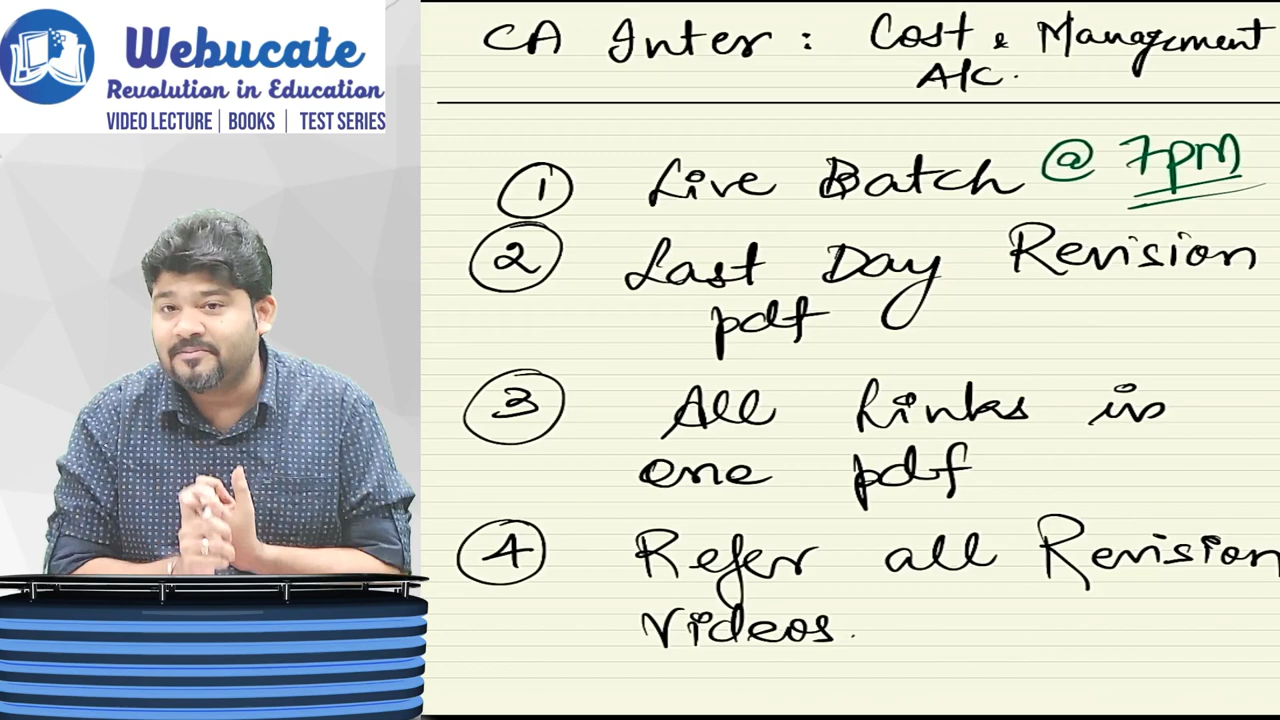 Webucate
Revolution in Education
VIDEO LECTURE | BOOKS | TEST SERIES
CA Inter : Cost & Management
A/C.
① Live Batch @ 7pm
② Last Day Revision
pdf
③ All Links in
one pdf
④ Refer all Revision
Videos.